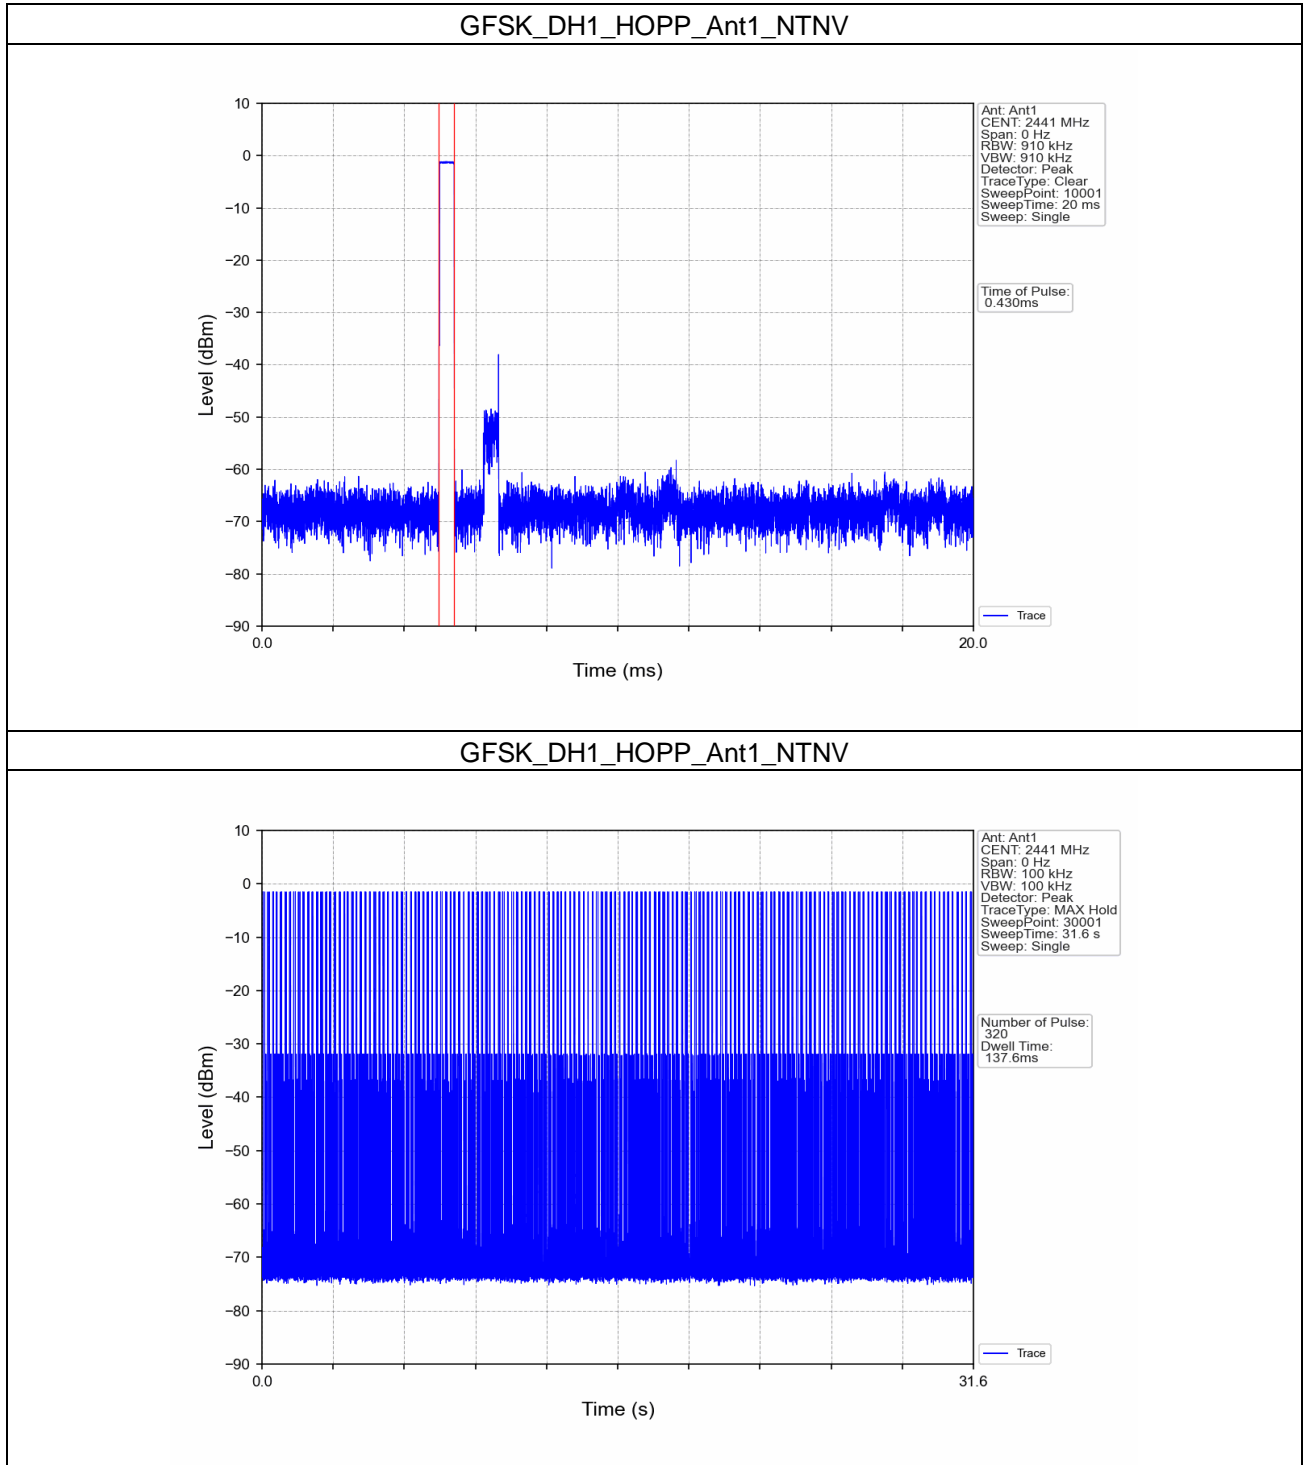 GFSK_DH1_HOPP_Ant1_NTNV
10
0
−10
−20
−30
−40
−50
−60
−70
−80
−90
Level (dBm)
0.0
20.0
Time (ms)
Ant: Ant1
CENT: 2441 MHz
Span: 0 Hz
RBW: 910 kHz
VBW: 910 kHz
Detector: Peak
TraceType: Clear
SweepPoint: 10001
SweepTime: 20 ms
Sweep: Single
Time of Pulse:
0.430ms
Trace
GFSK_DH1_HOPP_Ant1_NTNV
10
0
−10
−20
−30
−40
−50
−60
−70
−80
−90
Level (dBm)
0.0
31.6
Time (s)
Ant: Ant1
CENT: 2441 MHz
Span: 0 Hz
RBW: 100 kHz
VBW: 100 kHz
Detector: Peak
TraceType: MAX Hold
SweepPoint: 30001
SweepTime: 31.6 s
Sweep: Single
Number of Pulse:
320
Dwell Time:
137.6ms
Trace